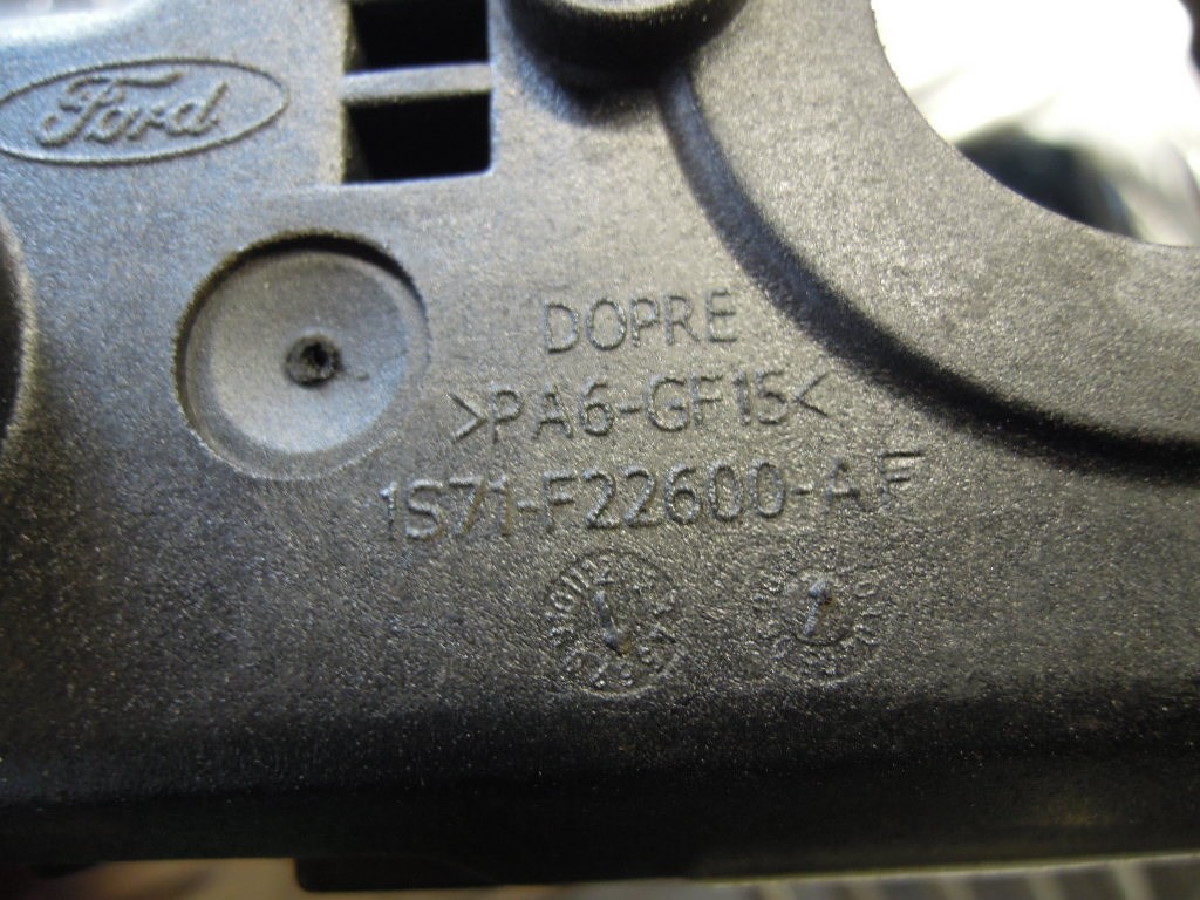 Ford
DOPRE
>PA6-GF15<
1S71-F22600-AF